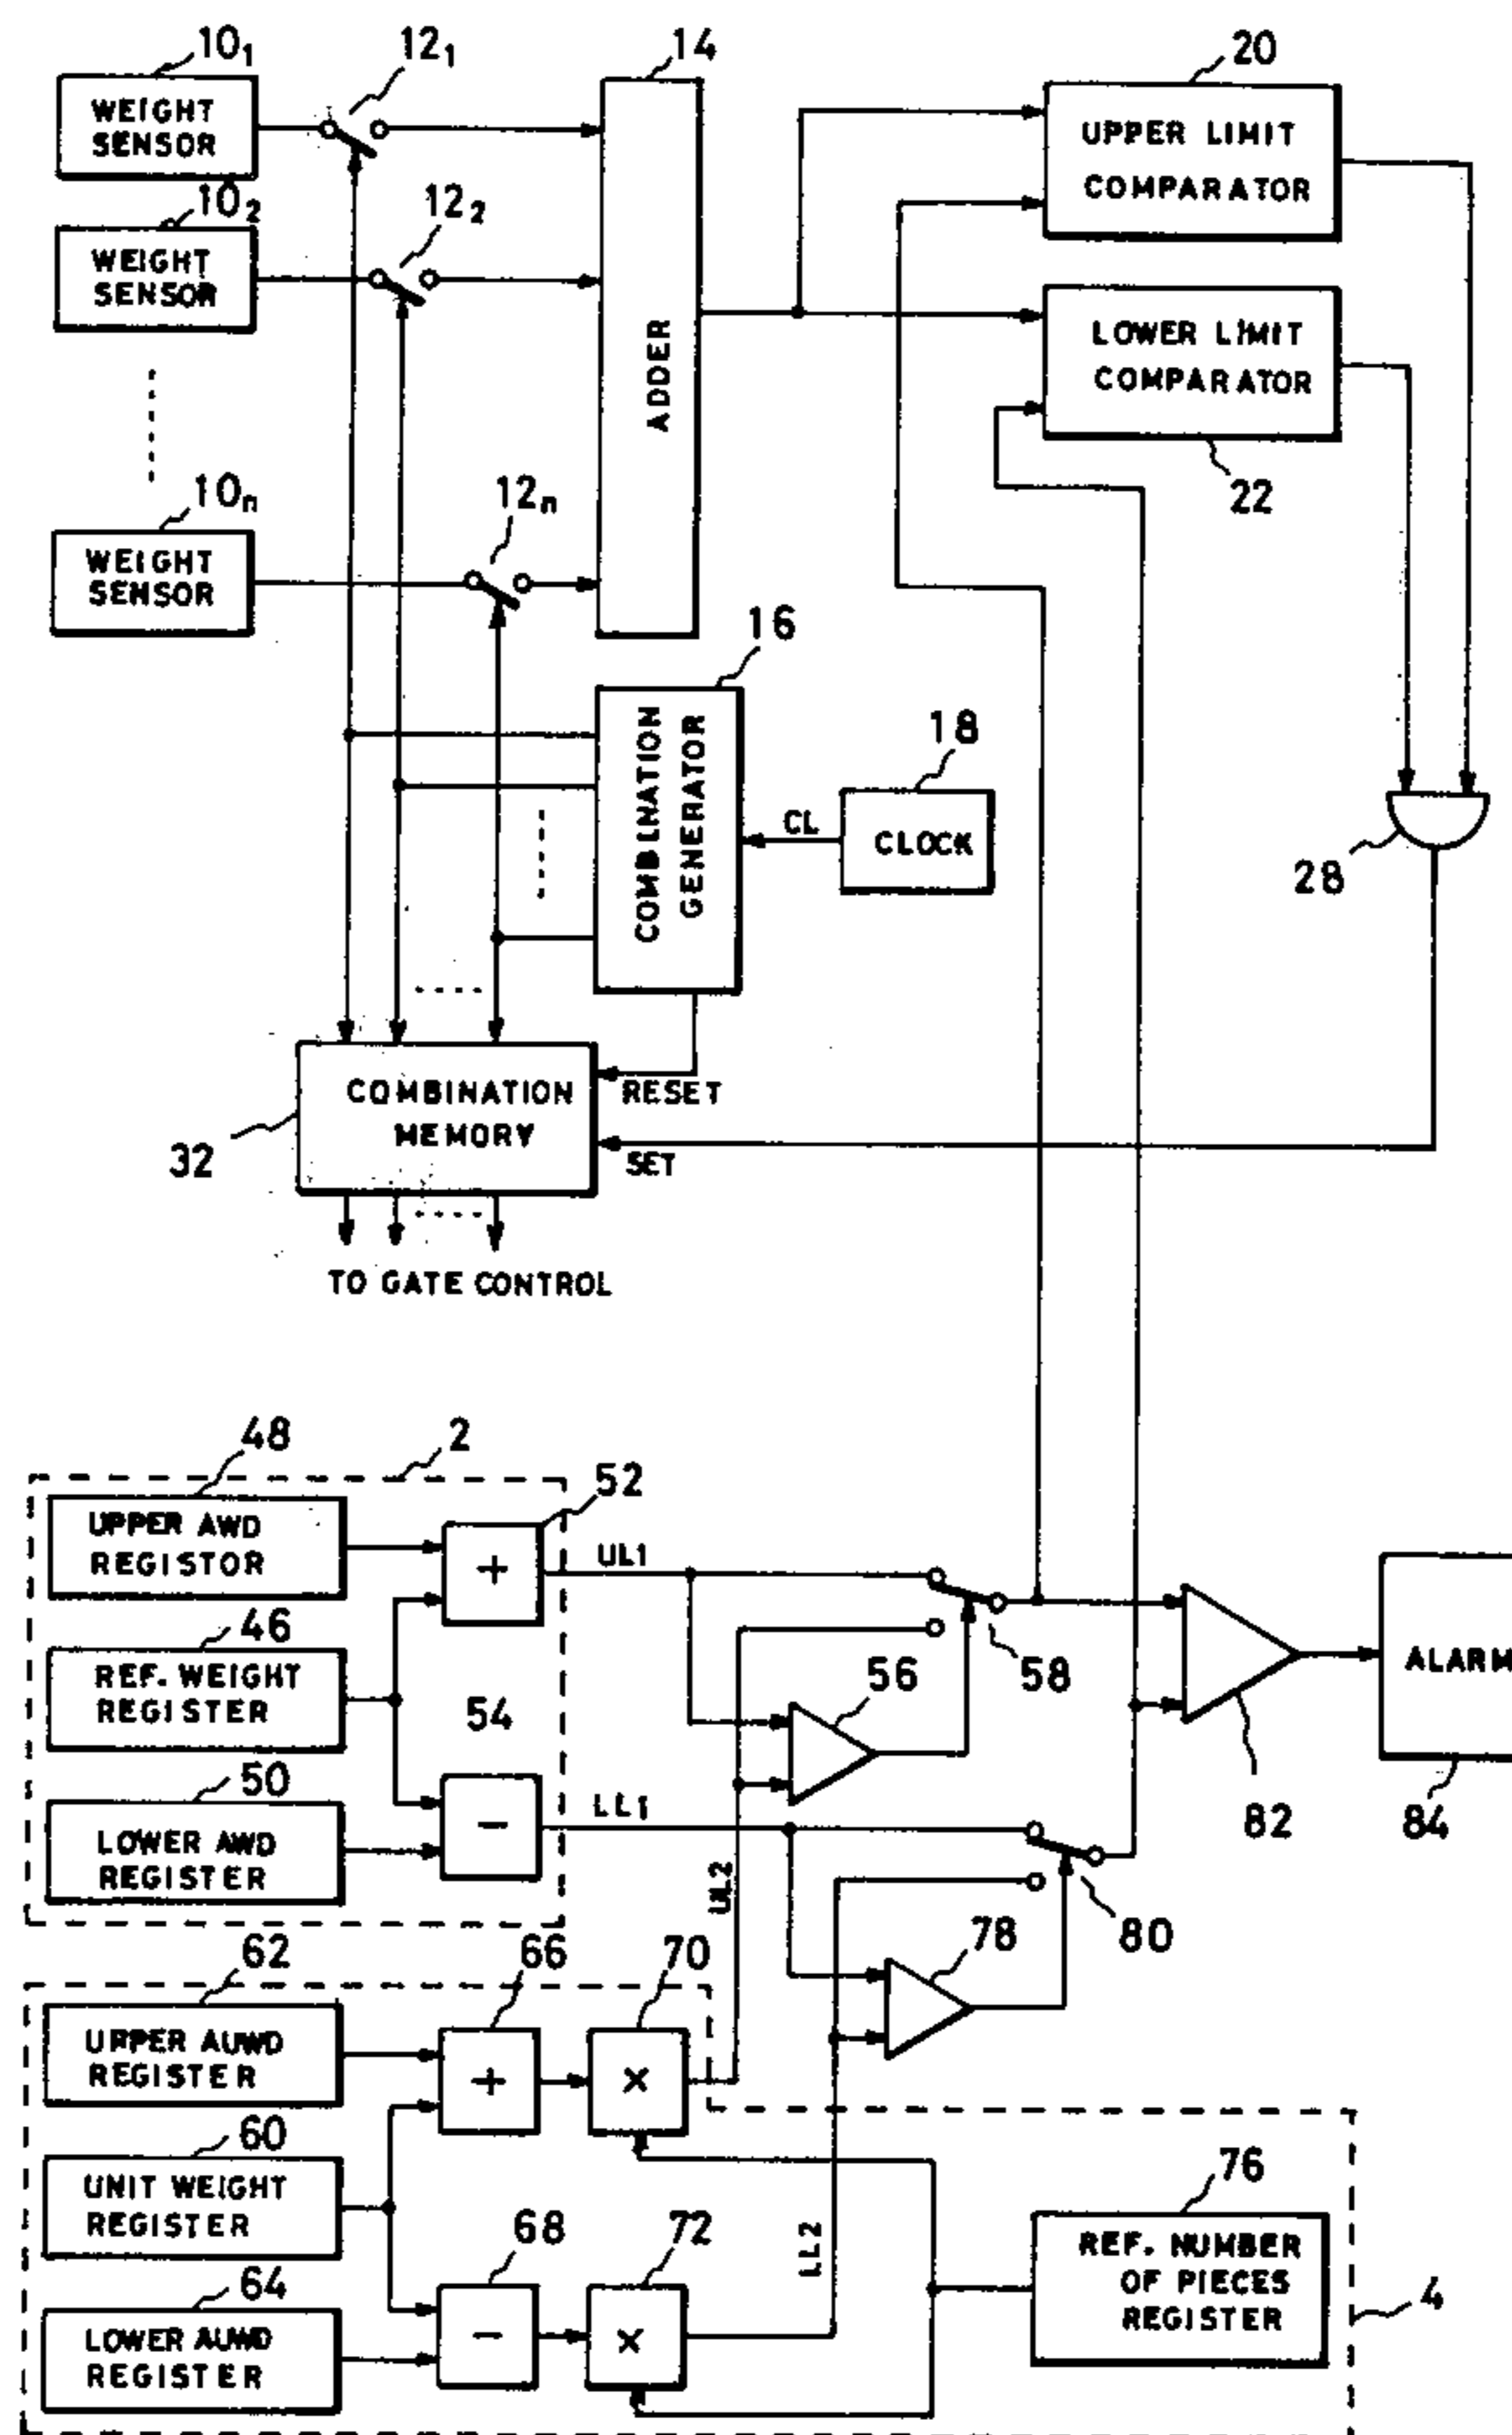 10₁
12₁
14
20
WEIGHT
SENSOR
UPPER LIMIT
COMPARATOR
10₂
12₂
WEIGHT
SENSOR
ADDER
LOWER LIMIT
COMPARATOR
22
10n
12n
WEIGHT
SENSOR
16
COMBINATION
GENERATOR
18
CL
CLOCK
28
COMBINATION
MEMORY
RESET
SET
32
TO GATE CONTROL
48
2
52
UPPER AWD
REGISTOR
+
UL1
46
REF. WEIGHT
REGISTER
54
56
58
ALARM
50
LOWER AWD
REGISTER
-
LL1
82
84
UL2
80
62
66
70
78
UPPER AUWD
REGISTER
+
×
60
UNIT WEIGHT
REGISTER
76
68
72
LL2
REF. NUMBER
OF PIECES
REGISTER
4
64
LOWER AUWD
REGISTER
-
×